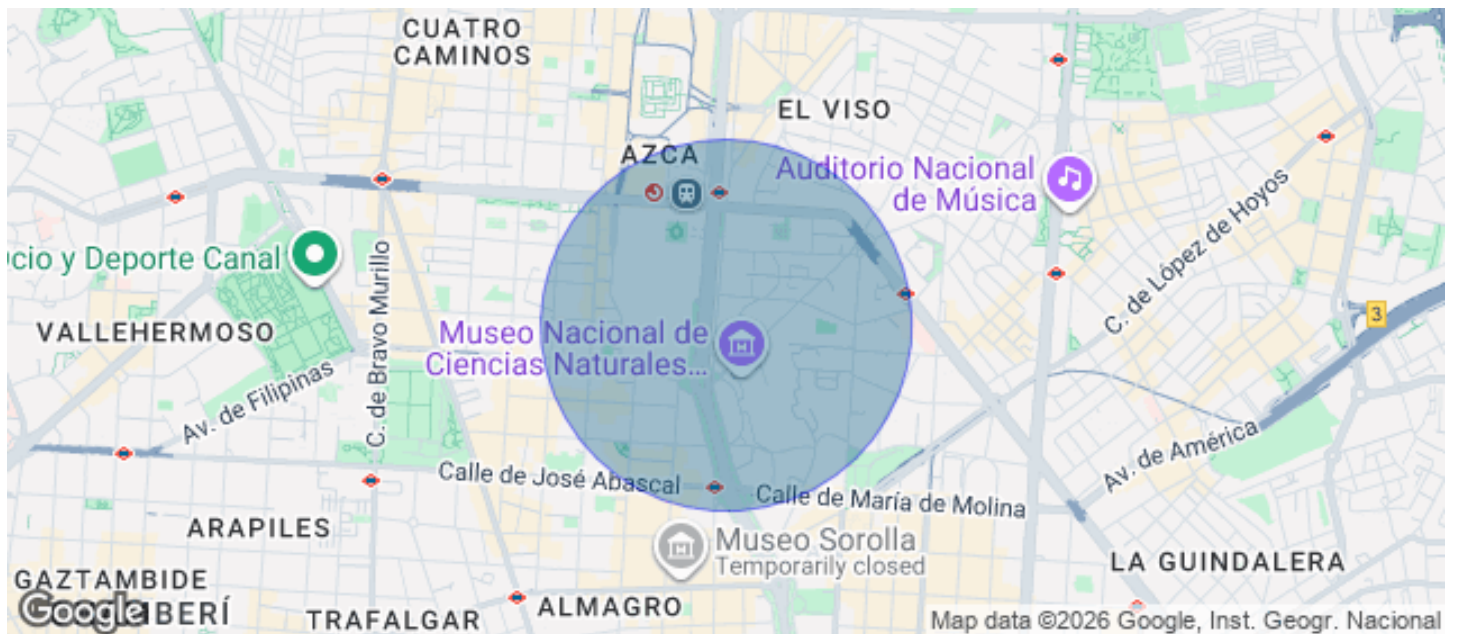 CUATRO
CAMINOS
EL VISO
AZCA
Auditorio Nacional
de Música
cio y Deporte Canal
C. de Bravo Murillo
C. de López de Hoyos
3
VALLEHERMOSO
Museo Nacional de
Ciencias Naturales...
Av. de Filipinas
Av. de América
Calle de José Abascal
Calle de María de Molina
ARAPILES
Museo Sorolla
Temporarily closed
LA GUINDALERA
GAZTAMBIDE
Google
BERÍ
TRAFALGAR
ALMAGRO
Map data ©2026 Google, Inst. Geogr. Nacional